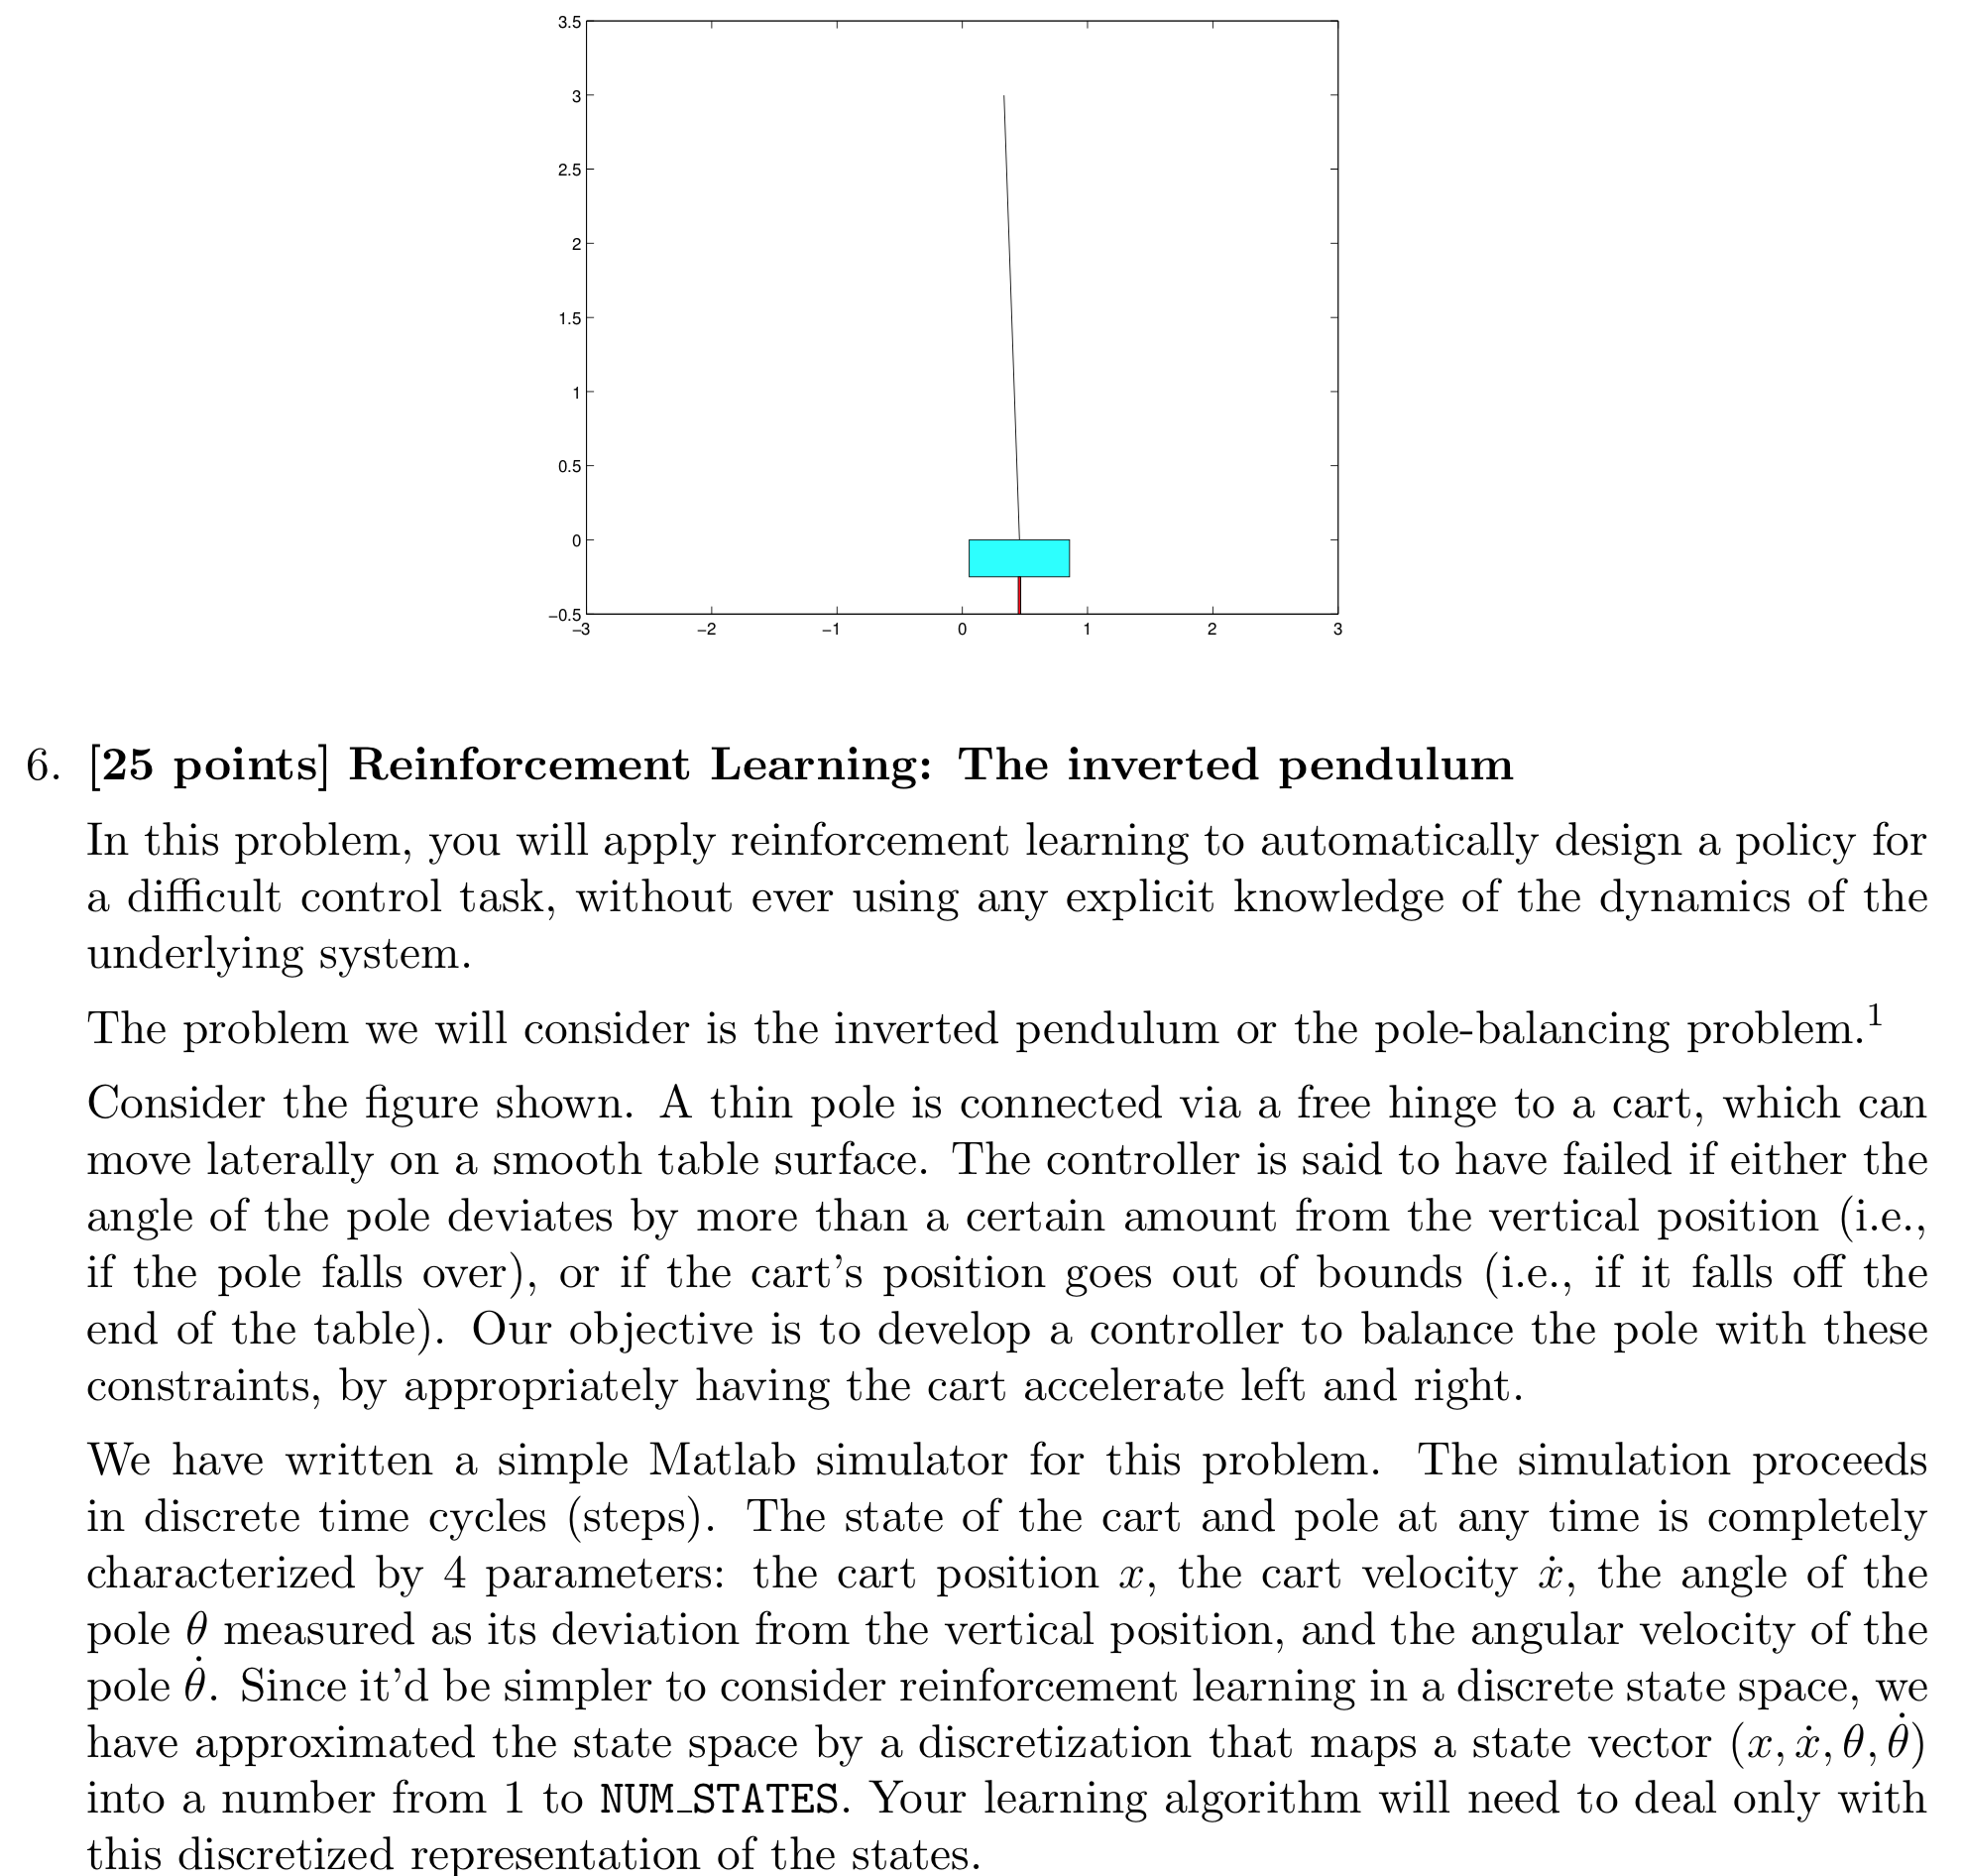 3.5
3
2.5
2
1.5
1
0.5
0
−0.5
−3 −2 −1 0 1 2 3
6. [25 points] Reinforcement Learning: The inverted pendulum
In this problem, you will apply reinforcement learning to automatically design a policy for
a difficult control task, without ever using any explicit knowledge of the dynamics of the
underlying system.
The problem we will consider is the inverted pendulum or the pole-balancing problem.¹
Consider the figure shown. A thin pole is connected via a free hinge to a cart, which can
move laterally on a smooth table surface. The controller is said to have failed if either the
angle of the pole deviates by more than a certain amount from the vertical position (i.e.,
if the pole falls over), or if the cart's position goes out of bounds (i.e., if it falls off the
end of the table). Our objective is to develop a controller to balance the pole with these
constraints, by appropriately having the cart accelerate left and right.
We have written a simple Matlab simulator for this problem. The simulation proceeds
in discrete time cycles (steps). The state of the cart and pole at any time is completely
characterized by 4 parameters: the cart position x, the cart velocity ẋ, the angle of the
pole θ measured as its deviation from the vertical position, and the angular velocity of the
pole θ̇. Since it'd be simpler to consider reinforcement learning in a discrete state space, we
have approximated the state space by a discretization that maps a state vector (x, ẋ, θ, θ̇)
into a number from 1 to NUM_STATES. Your learning algorithm will need to deal only with
this discretized representation of the states.